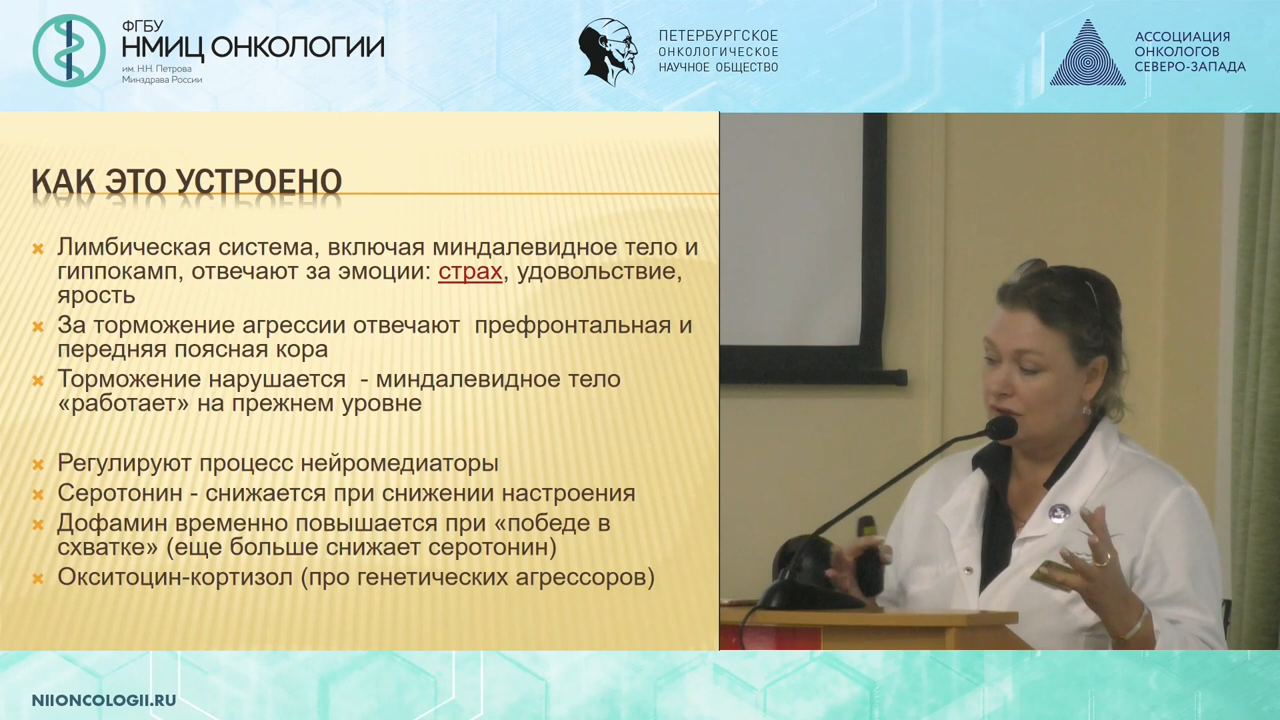 ФГБУ
НМИЦ ОНКОЛОГИИ
им. Н.Н. Петрова
Минздрава России
ПЕТЕРБУРГСКОЕ
ОНКОЛОГИЧЕСКОЕ
НАУЧНОЕ ОБЩЕСТВО
АССОЦИАЦИЯ
ОНКОЛОГОВ
СЕВЕРО-ЗАПАДА
КАК ЭТО УСТРОЕНО
Лимбическая система, включая миндалевидное тело и
гиппокамп, отвечают за эмоции: страх, удовольствие,
ярость
За торможение агрессии отвечают  префронтальная и
передняя поясная кора
Торможение нарушается  - миндалевидное тело
«работает» на прежнем уровне
Регулируют процесс нейромедиаторы
Серотонин - снижается при снижении настроения
Дофамин временно повышается при «победе в
схватке» (еще больше снижает серотонин)
Окситоцин-кортизол (про генетических агрессоров)
NIIONCOLOGII.RU